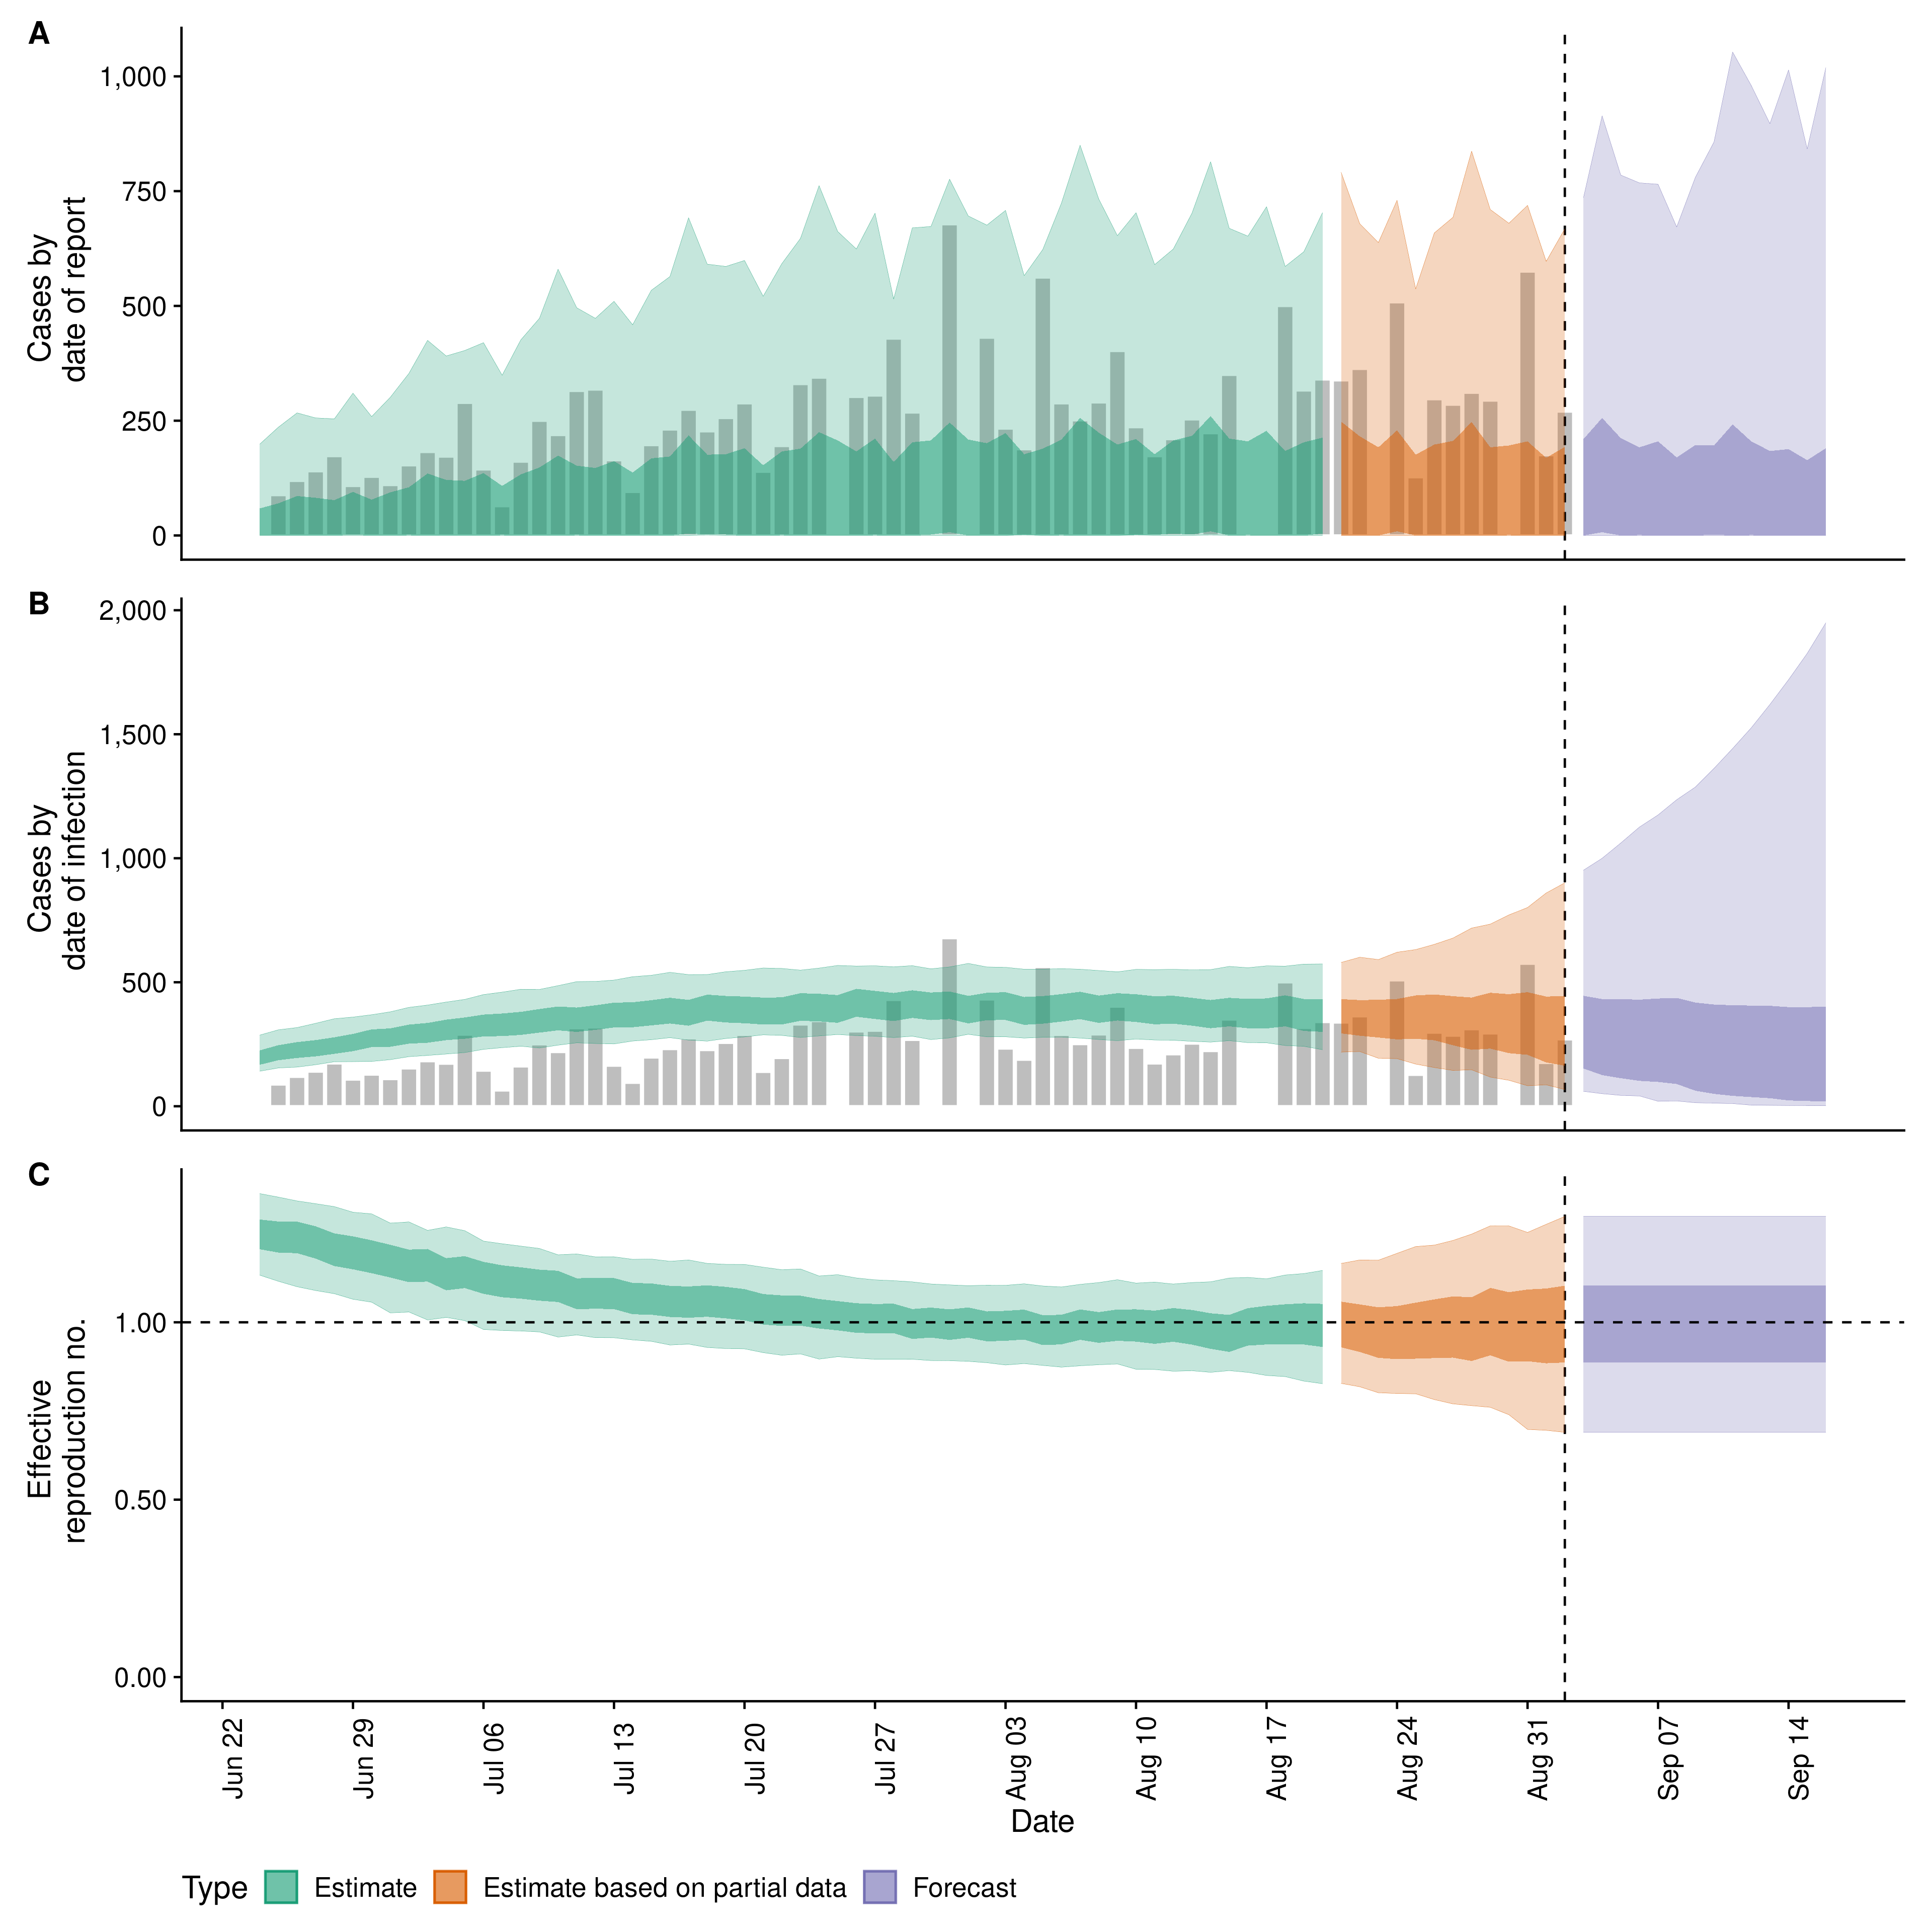 A
Cases by
date of report
1,000
750
500
250
0
B
Cases by
date of infection
2,000
1,500
1,000
500
0
C
Effective
reproduction no.
1.00
0.50
0.00
Jun 22
Jun 29
Jul 06
Jul 13
Jul 20
Jul 27
Aug 03
Aug 10
Aug 17
Aug 24
Aug 31
Sep 07
Sep 14
Date
Type Estimate Estimate based on partial data Forecast